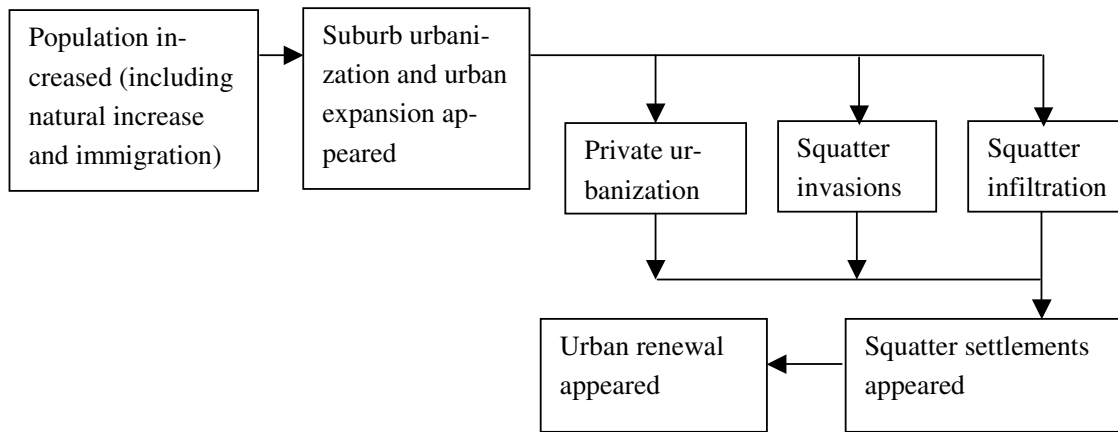 Population in-
creased (including
natural increase
and immigration)
Suburb urbani-
zation and urban
expansion ap-
peared
Private ur-
banization
Squatter
invasions
Squatter
infiltration
Urban renewal
appeared
Squatter settlements
appeared